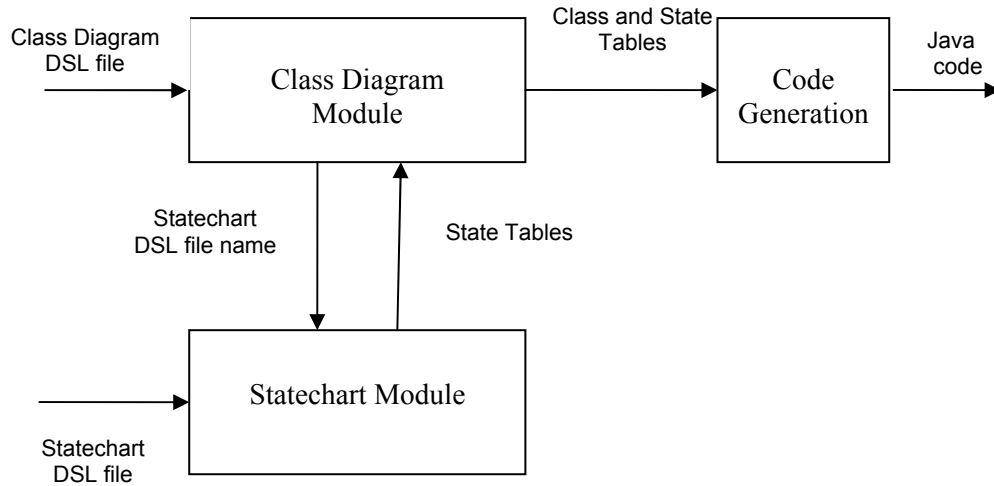 Class Diagram
DSL file
Class Diagram
Module
Class and State
Tables
Code
Generation
Java
code
Statechart
DSL file name
State Tables
Statechart Module
Statechart
DSL file